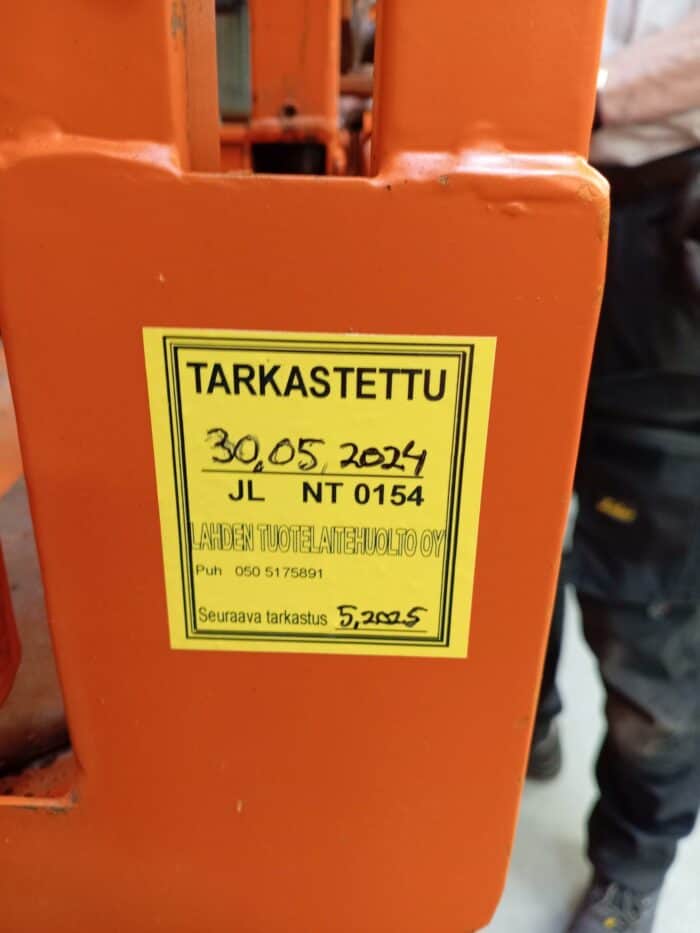 TARKASTETTU
30.05.2024
JL NT 0154
LAHDEN TUOTELAITEHUOLTO OY
Puh 050 5175891
Seuraava tarkastus 5,2025